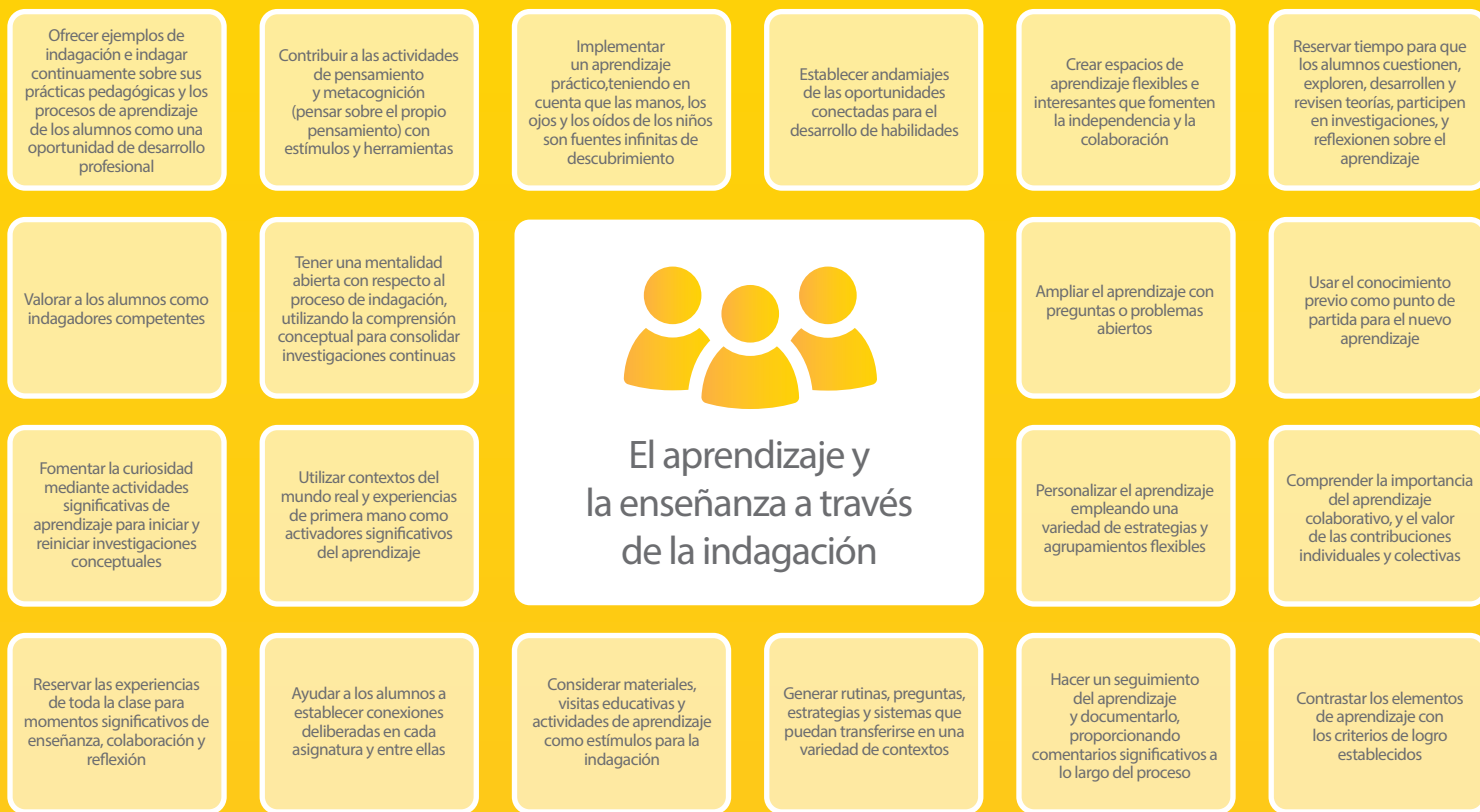 Ofrecer ejemplos de
indagación e indagar
continuamente sobre sus
prácticas pedagógicas y los
procesos de aprendizaje
de los alumnos como una
oportunidad de desarrollo
profesional
Contribuir a las actividades
de pensamiento
y metacognición
(pensar sobre el propio
pensamiento) con
estímulos y herramientas
Implementar
un aprendizaje
práctico,teniendo en
cuenta que las manos, los
ojos y los oídos de los niños
son fuentes infinitas de
descubrimiento
Establecer andamiajes
de las oportunidades
conectadas para el
desarrollo de habilidades
Crear espacios de
aprendizaje flexibles e
interesantes que fomenten
la independencia y la
colaboración
Reservar tiempo para que
los alumnos cuestionen,
exploren, desarrollen y
revisen teorías, participen
en investigaciones, y
reflexionen sobre el
aprendizaje
Valorar a los alumnos como
indagadores competentes
Tener una mentalidad
abierta con respecto al
proceso de indagación,
utilizando la comprensión
conceptual para consolidar
investigaciones continuas
El aprendizaje y
la enseñanza a través
de la indagación
Ampliar el aprendizaje con
preguntas o problemas
abiertos
Usar el conocimiento
previo como punto de
partida para el nuevo
aprendizaje
Fomentar la curiosidad
mediante actividades
significativas de
aprendizaje para iniciar y
reiniciar investigaciones
conceptuales
Utilizar contextos del
mundo real y experiencias
de primera mano como
activadores significativos
del aprendizaje
Personalizar el aprendizaje
empleando una
variedad de estrategias y
agrupamientos flexibles
Comprender la importancia
del aprendizaje
colaborativo, y el valor
de las contribuciones
individuales y colectivas
Reservar las experiencias
de toda la clase para
momentos significativos de
enseñanza, colaboración y
reflexión
Ayudar a los alumnos a
establecer conexiones
deliberadas en cada
asignatura y entre ellas
Considerar materiales,
visitas educativas y
actividades de aprendizaje
como estímulos para la
indagación
Generar rutinas, preguntas,
estrategias y sistemas que
puedan transferirse en una
variedad de contextos
Hacer un seguimiento
del aprendizaje
y documentarlo,
proporcionando
comentarios significativos a
lo largo del proceso
Contrastar los elementos
de aprendizaje con
los criterios de logro
establecidos